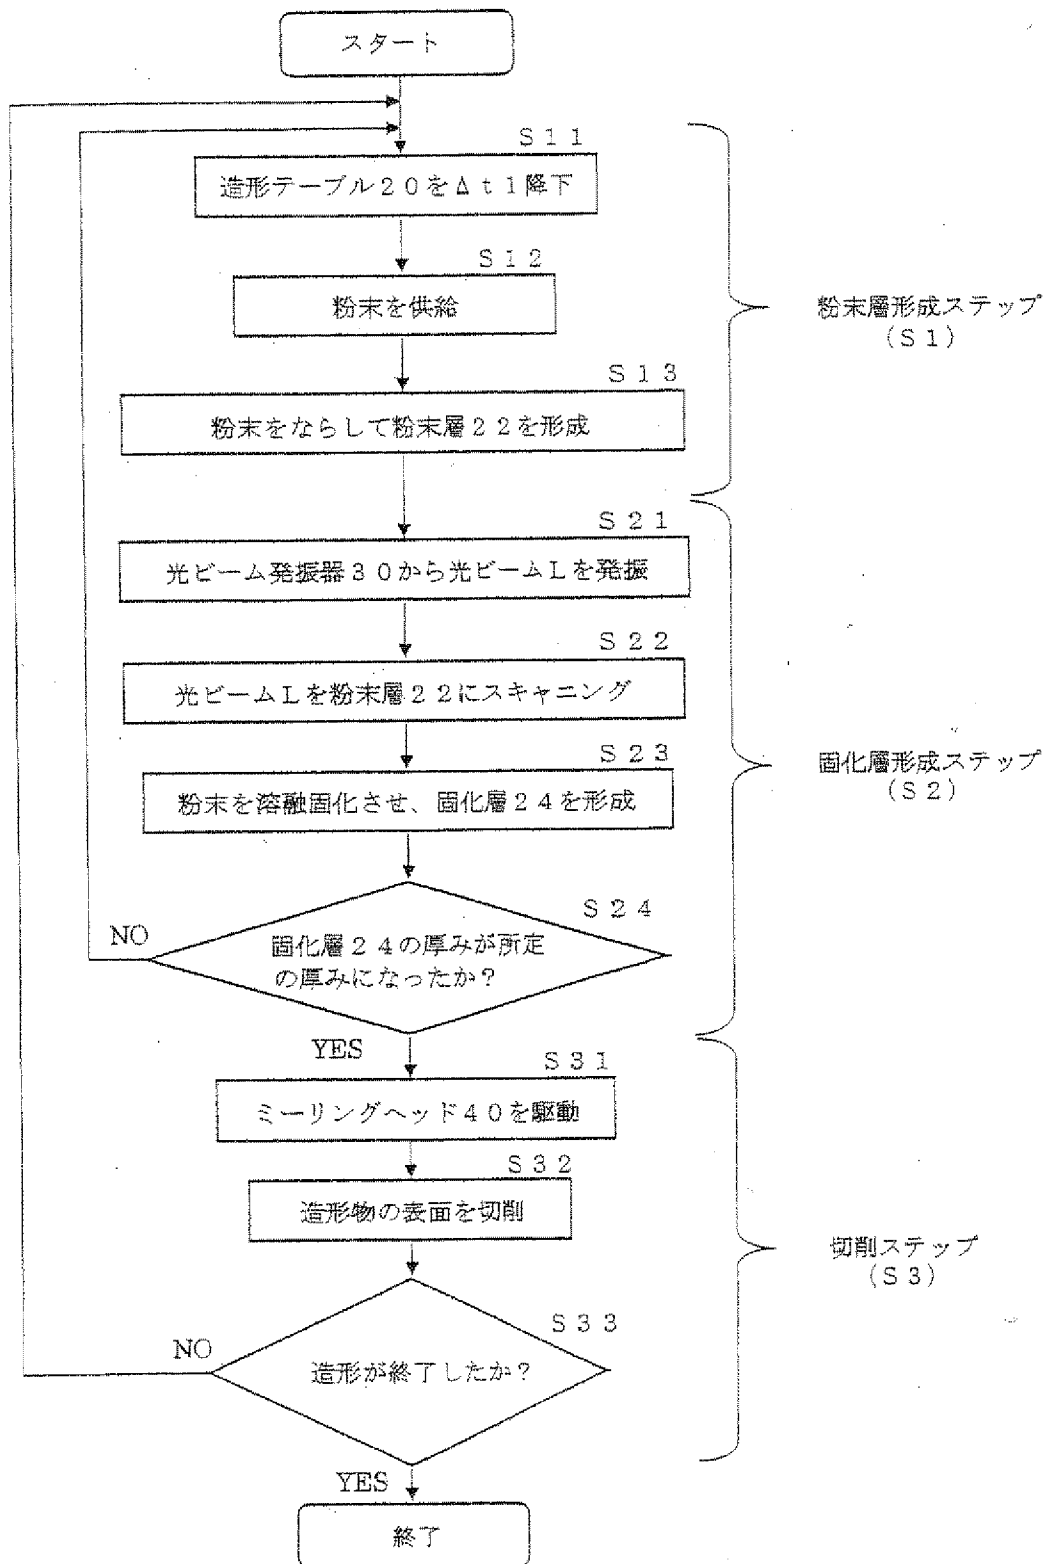 スタート
S11
造形テーブル20をΔt1降下
S12
粉末を供給
粉末層形成ステップ
(S1)
S13
粉末をならして粉末層22を形成
S21
光ビーム発振器30から光ビームLを発振
S22
光ビームLを粉末層22にスキャニング
S23
固化層形成ステップ
(S2)
粉末を溶融固化させ、固化層24を形成
S24
NO
固化層24の厚みが所定
の厚みになったか?
YES
S31
ミーリングヘッド40を駆動
S32
造形物の表面を切削
切削ステップ
(S3)
S33
NO
造形が終了したか?
YES
終了